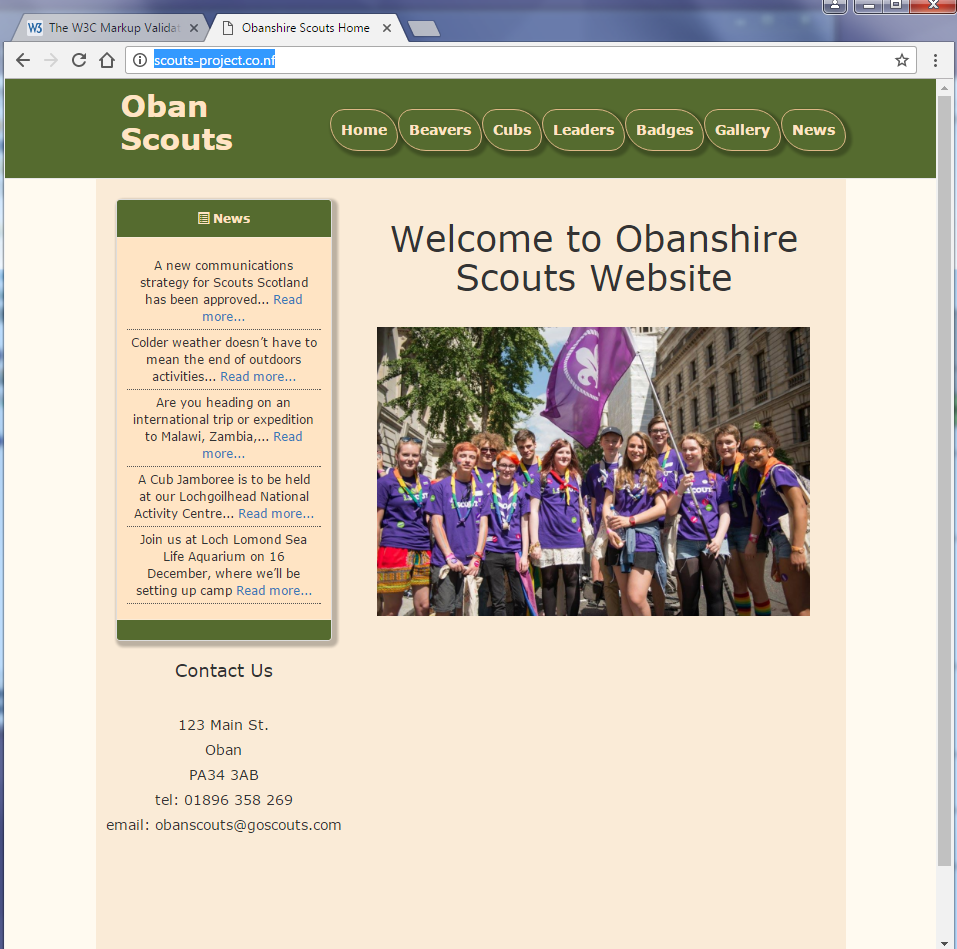 The W3C Markup Validat
Obanshire Scouts Home
scouts-project.co.nf
Oban
Scouts
Home Beavers Cubs Leaders Badges Gallery News
News
A new communications
strategy for Scouts Scotland
has been approved... Read
more...
Colder weather doesn’t have to
mean the end of outdoors
activities... Read more...
Are you heading on an
international trip or expedition
to Malawi, Zambia,... Read
more...
A Cub Jamboree is to be held
at our Lochgoilhead National
Activity Centre... Read more...
Join us at Loch Lomond Sea
Life Aquarium on 16
December, where we’ll be
setting up camp Read more...
Welcome to Obanshire
Scouts Website
Contact Us
123 Main St.
Oban
PA34 3AB
tel: 01896 358 269
email: obanscouts@goscouts.com